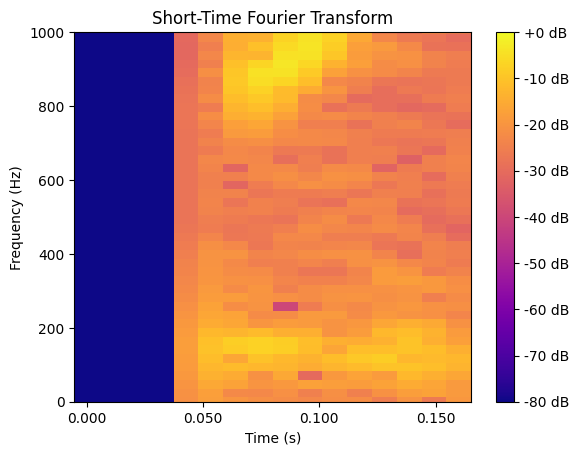 Short-Time Fourier Transform
Frequency (Hz)
1000
800
600
400
200
0
0.000
0.050
0.100
0.150
Time (s)
+0 dB
-10 dB
-20 dB
-30 dB
-40 dB
-50 dB
-60 dB
-70 dB
-80 dB